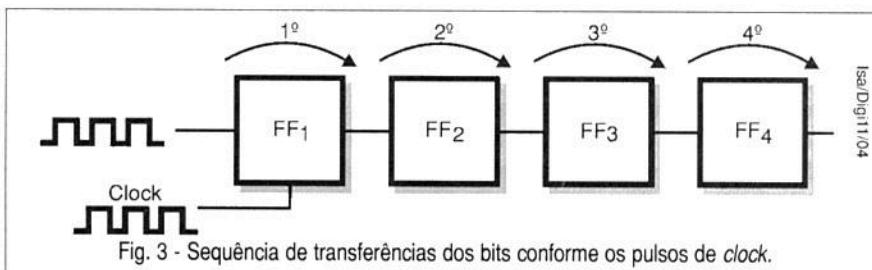 1º 2º 3º 4º
FF1 FF2 FF3 FF4
Clock
Isa/Digi11/04
Fig. 3 - Sequência de transferências dos bits conforme os pulsos de clock.